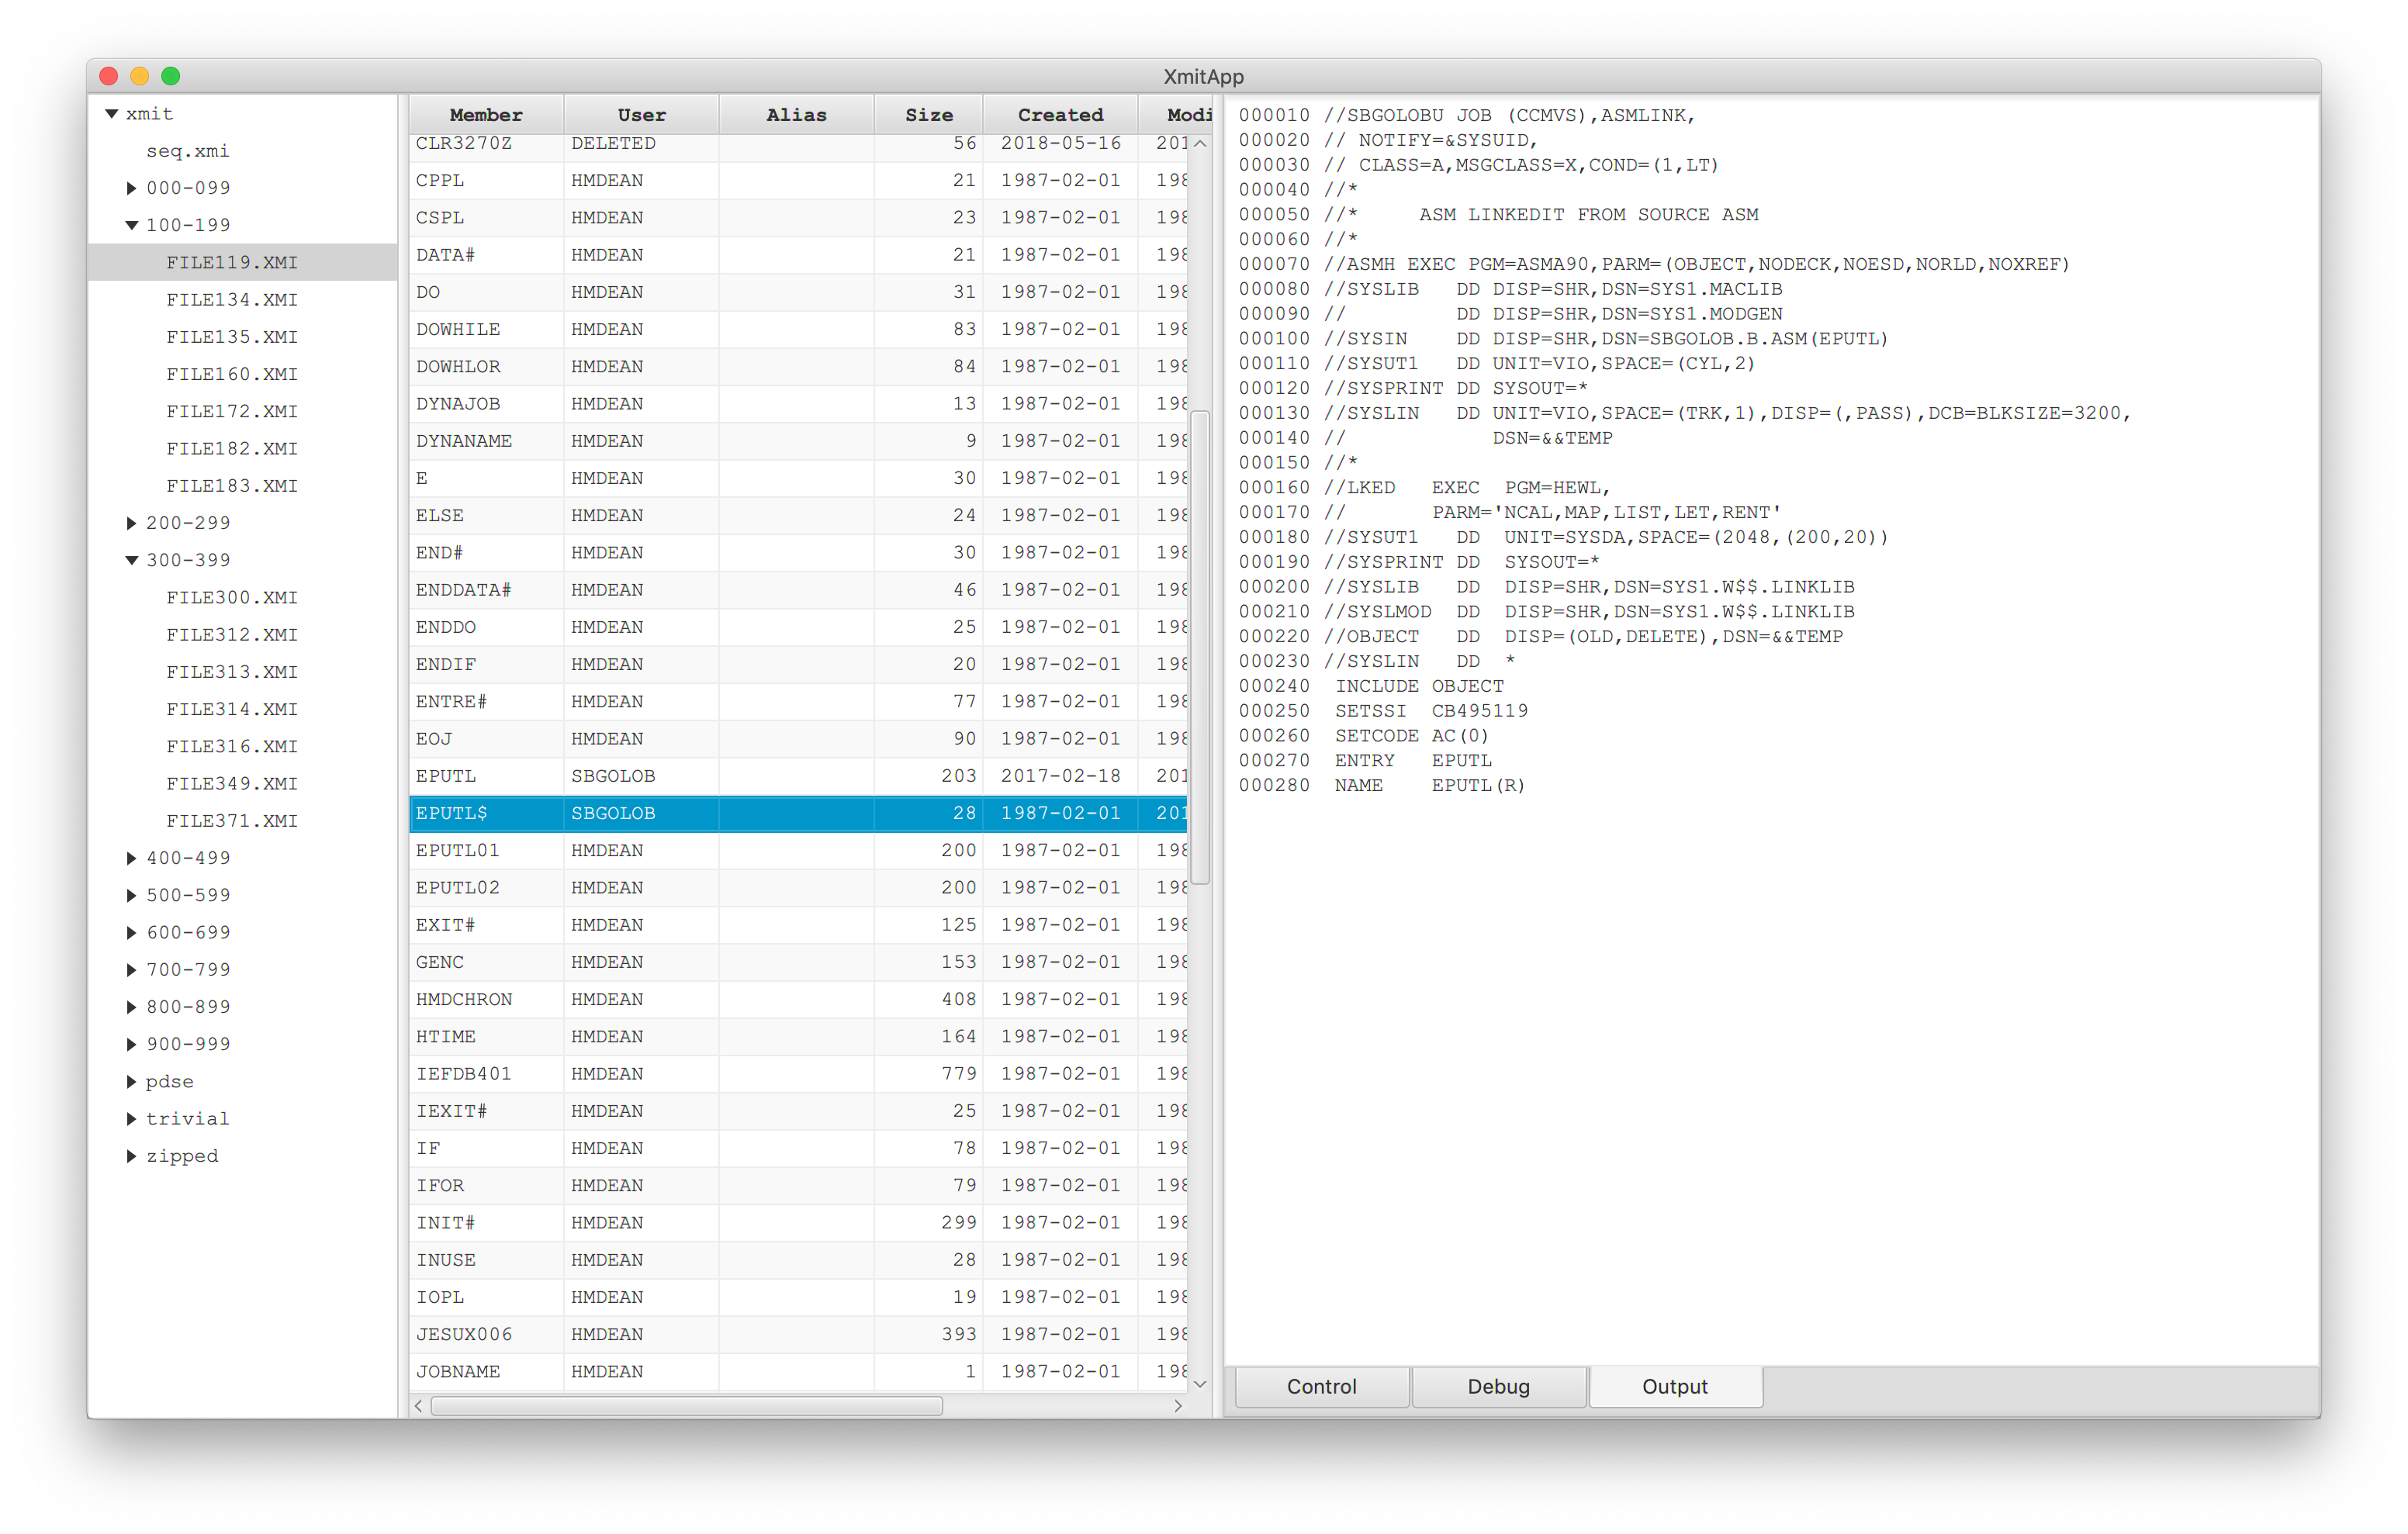 XmitApp
xmit
seq.xmi
000-099
100-199
FILE119.XMI
FILE134.XMI
FILE135.XMI
FILE160.XMI
FILE172.XMI
FILE182.XMI
FILE183.XMI
200-299
300-399
FILE300.XMI
FILE312.XMI
FILE313.XMI
FILE314.XMI
FILE316.XMI
FILE349.XMI
FILE371.XMI
400-499
500-599
600-699
700-799
800-899
900-999
pdse
trivial
zipped
Member User Alias Size Created Modi
CLR3270Z DELETED 56 2018-05-16 201
CPPL HMDEAN 21 1987-02-01 198
CSPL HMDEAN 23 1987-02-01 198
DATA# HMDEAN 21 1987-02-01 198
DO HMDEAN 31 1987-02-01 198
DOWHILE HMDEAN 83 1987-02-01 198
DOWHLOR HMDEAN 84 1987-02-01 198
DYNAJOB HMDEAN 13 1987-02-01 198
DYNANAME HMDEAN 9 1987-02-01 198
E HMDEAN 30 1987-02-01 198
ELSE HMDEAN 24 1987-02-01 198
END# HMDEAN 30 1987-02-01 198
ENDDATA# HMDEAN 46 1987-02-01 198
ENDDO HMDEAN 25 1987-02-01 198
ENDIF HMDEAN 20 1987-02-01 198
ENTRE# HMDEAN 77 1987-02-01 198
EOJ HMDEAN 90 1987-02-01 198
EPUTL SBGOLOB 203 2017-02-18 201
EPUTL$ SBGOLOB 28 1987-02-01 201
EPUTL01 HMDEAN 200 1987-02-01 198
EPUTL02 HMDEAN 200 1987-02-01 198
EXIT# HMDEAN 125 1987-02-01 198
GENC HMDEAN 153 1987-02-01 198
HMDCHRON HMDEAN 408 1987-02-01 198
HTIME HMDEAN 164 1987-02-01 198
IEFDB401 HMDEAN 779 1987-02-01 198
IEXIT# HMDEAN 25 1987-02-01 198
IF HMDEAN 78 1987-02-01 198
IFOR HMDEAN 79 1987-02-01 198
INIT# HMDEAN 299 1987-02-01 198
INUSE HMDEAN 28 1987-02-01 198
IOPL HMDEAN 19 1987-02-01 198
JESUX006 HMDEAN 393 1987-02-01 198
JOBNAME HMDEAN 1 1987-02-01 198
000010 //SBGOLOBU JOB (CCMVS),ASMLINK,
000020 // NOTIFY=&SYSUID,
000030 // CLASS=A,MSGCLASS=X,COND=(1,LT)
000040 //*
000050 //*     ASM LINKEDIT FROM SOURCE ASM
000060 //*
000070 //ASMH EXEC PGM=ASMA90,PARM=(OBJECT,NODECK,NOESD,NORLD,NOXREF)
000080 //SYSLIB   DD DISP=SHR,DSN=SYS1.MACLIB
000090 //         DD DISP=SHR,DSN=SYS1.MODGEN
000100 //SYSIN    DD DISP=SHR,DSN=SBGOLOB.B.ASM(EPUTL)
000110 //SYSUT1   DD UNIT=VIO,SPACE=(CYL,2)
000120 //SYSPRINT DD SYSOUT=*
000130 //SYSLIN   DD UNIT=VIO,SPACE=(TRK,1),DISP=(,PASS),DCB=BLKSIZE=3200,
000140 //            DSN=&&TEMP
000150 //*
000160 //LKED   EXEC  PGM=HEWL,
000170 //       PARM='NCAL,MAP,LIST,LET,RENT'
000180 //SYSUT1   DD  UNIT=SYSDA,SPACE=(2048,(200,20))
000190 //SYSPRINT DD  SYSOUT=*
000200 //SYSLIB   DD  DISP=SHR,DSN=SYS1.W$$.LINKLIB
000210 //SYSLMOD  DD  DISP=SHR,DSN=SYS1.W$$.LINKLIB
000220 //OBJECT   DD  DISP=(OLD,DELETE),DSN=&&TEMP
000230 //SYSLIN   DD  *
000240  INCLUDE OBJECT
000250  SETSSI  CB495119
000260  SETCODE AC(0)
000270  ENTRY   EPUTL
000280  NAME    EPUTL(R)
Control Debug Output